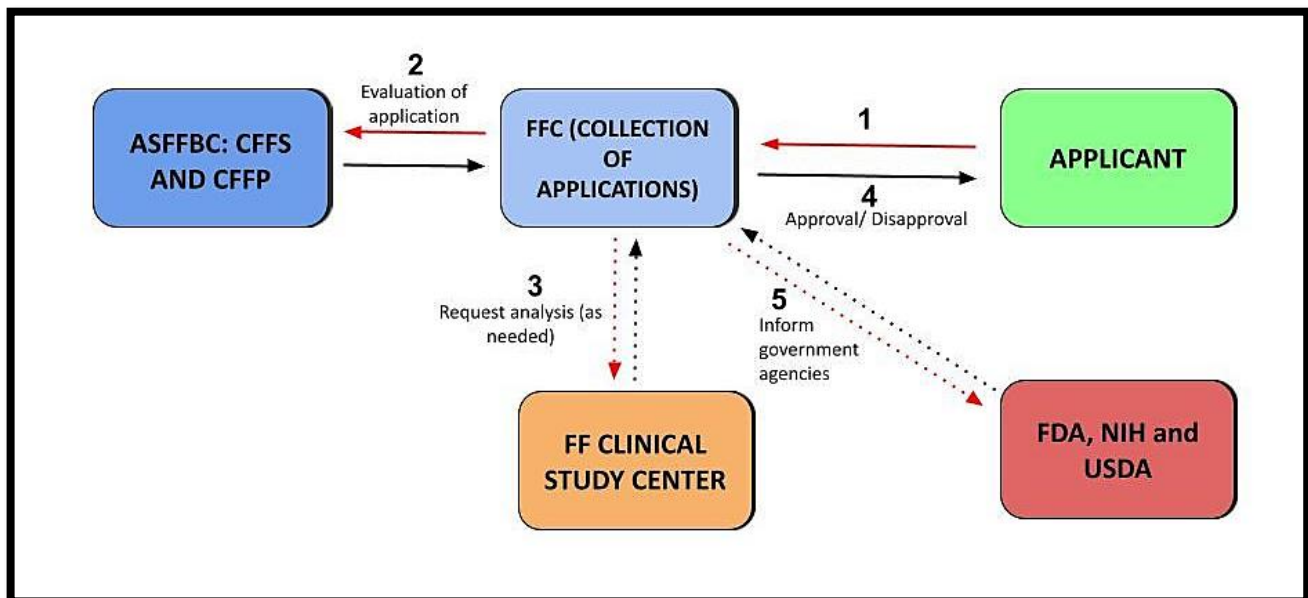 2
Evaluation of
application
ASFFBC: CFFS
AND CFFP
FFC (COLLECTION
OF
APPLICATIONS)
1
4
Approval/ Disapproval
APPLICANT
3
Request analysis (as
needed)
5
Inform
government
agencies
FF CLINICAL
STUDY CENTER
FDA, NIH and
USDA